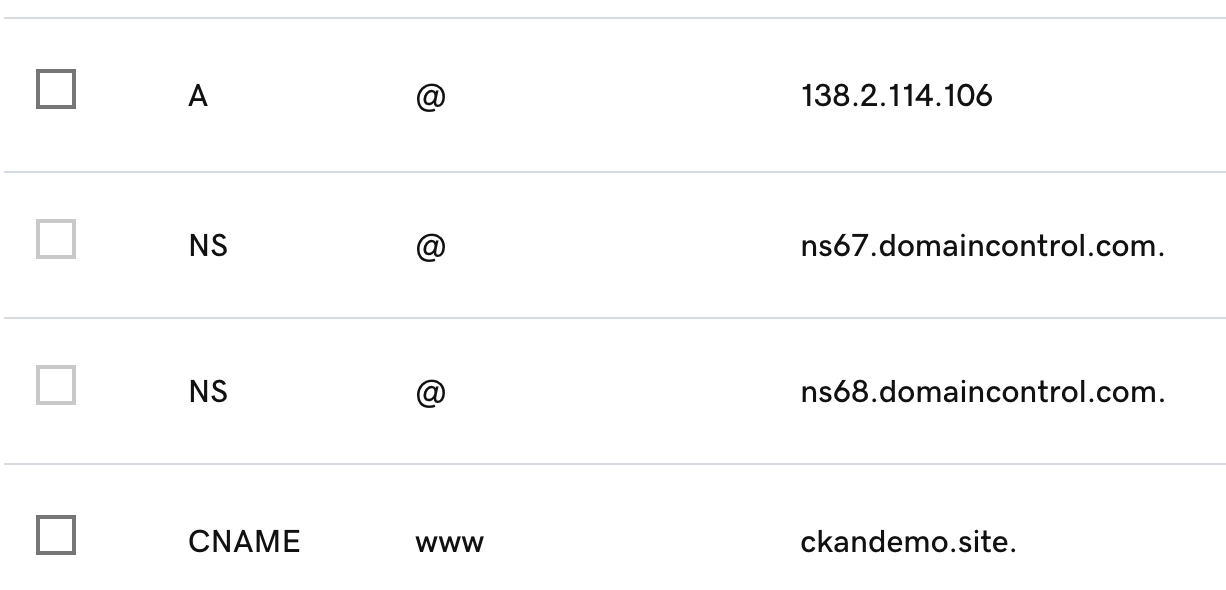 A @ 138.2.114.106
NS @ ns67.domaincontrol.com.
NS @ ns68.domaincontrol.com.
CNAME www ckandemo.site.